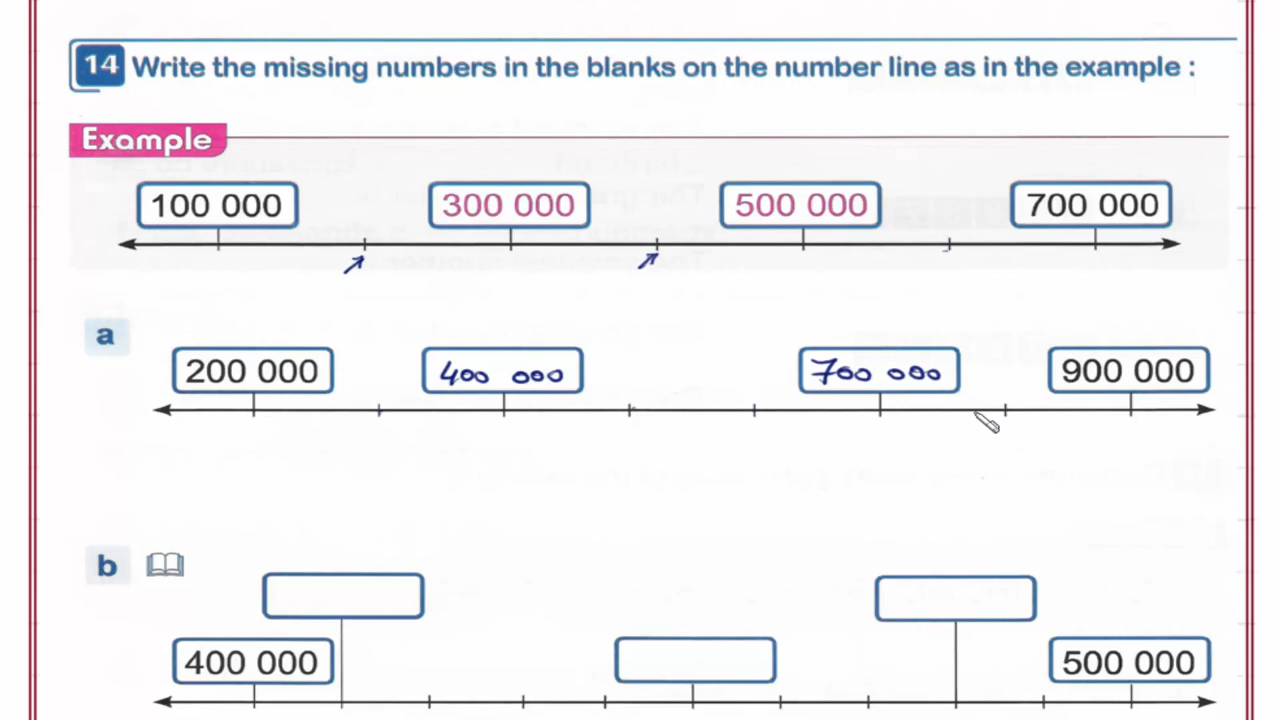 14 Write the missing numbers in the blanks on the number line as in the example :
Example
100 000 300 000 500 000 700 000
a
200 000 400 000 700 000 900 000
b
400 000 500 000